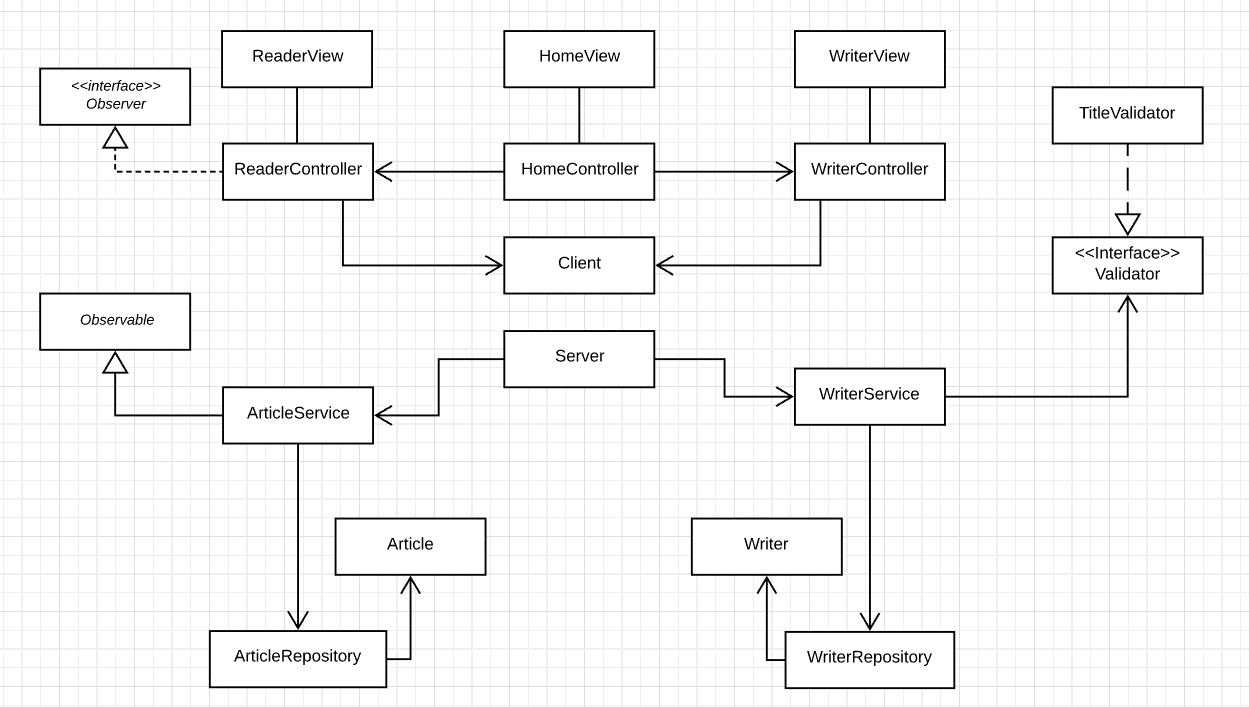 ReaderView
HomeView
WriterView
<<interface>>
Observer
TitleValidator
ReaderController
HomeController
WriterController
Client
<<Interface>>
Validator
Observable
Server
ArticleService
WriterService
Article
Writer
ArticleRepository
WriterRepository